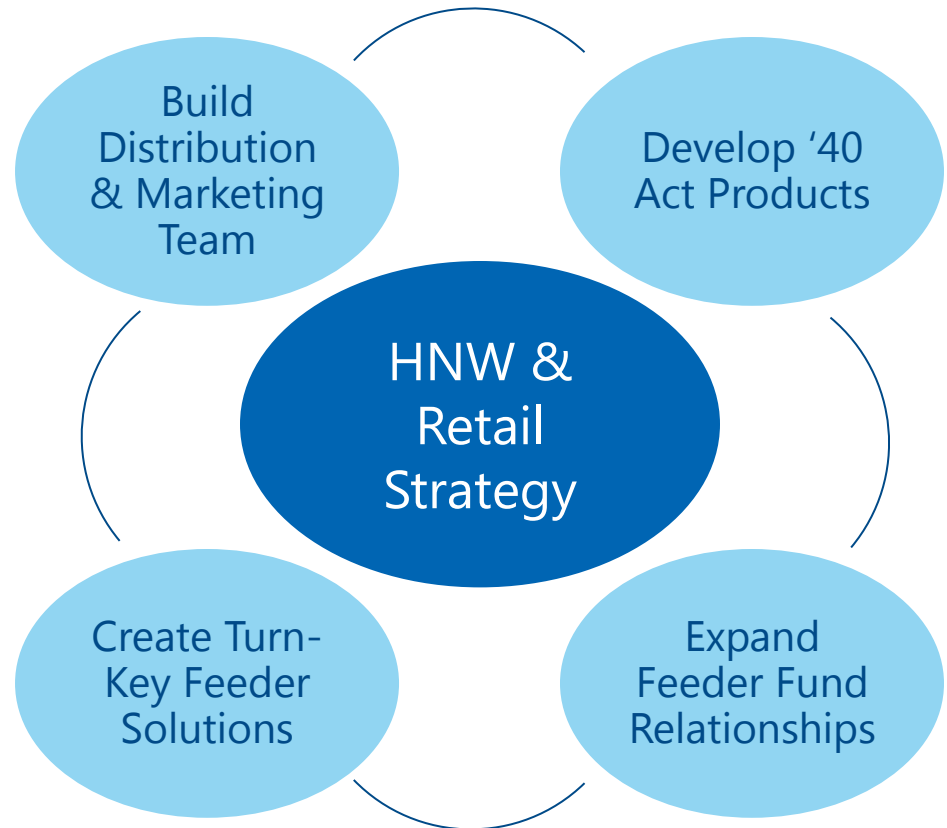 Build
Distribution
& Marketing
Team
Develop ‘40
Act Products
HNW &
Retail
Strategy
Create Turn-
Key Feeder
Solutions
Expand
Feeder Fund
Relationships